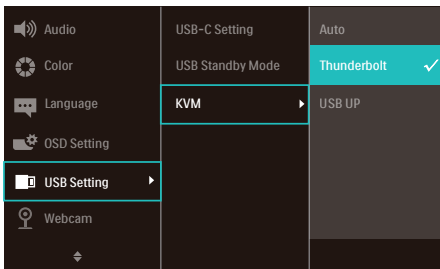 Audio
Color
Language
OSD Setting
USB Setting
Webcam
USB-C Setting
USB Standby Mode
KVM
Auto
Thunderbolt
USB UP